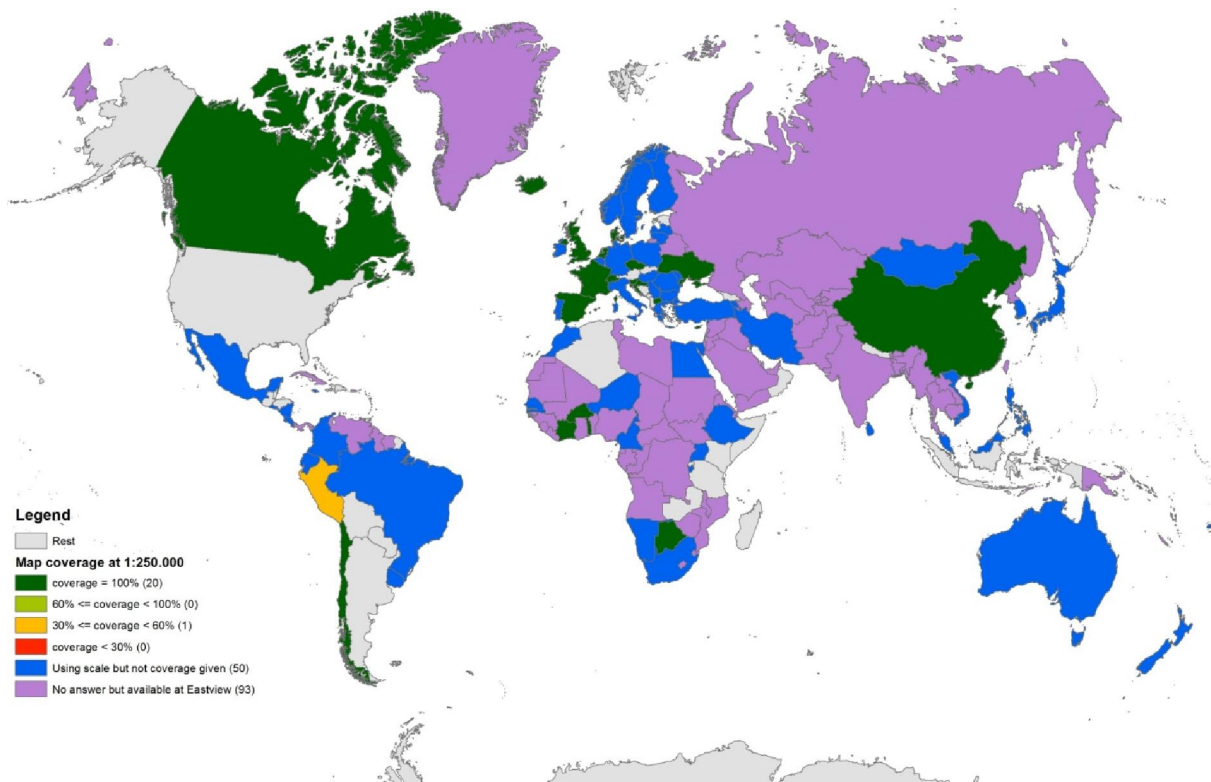 Legend
Rest
Map coverage at 1:250.000
coverage = 100% (20)
60% <= coverage < 100% (0)
30% <= coverage < 60% (1)
coverage < 30% (0)
Using scale but not coverage given (50)
No answer but available at Eastview (93)